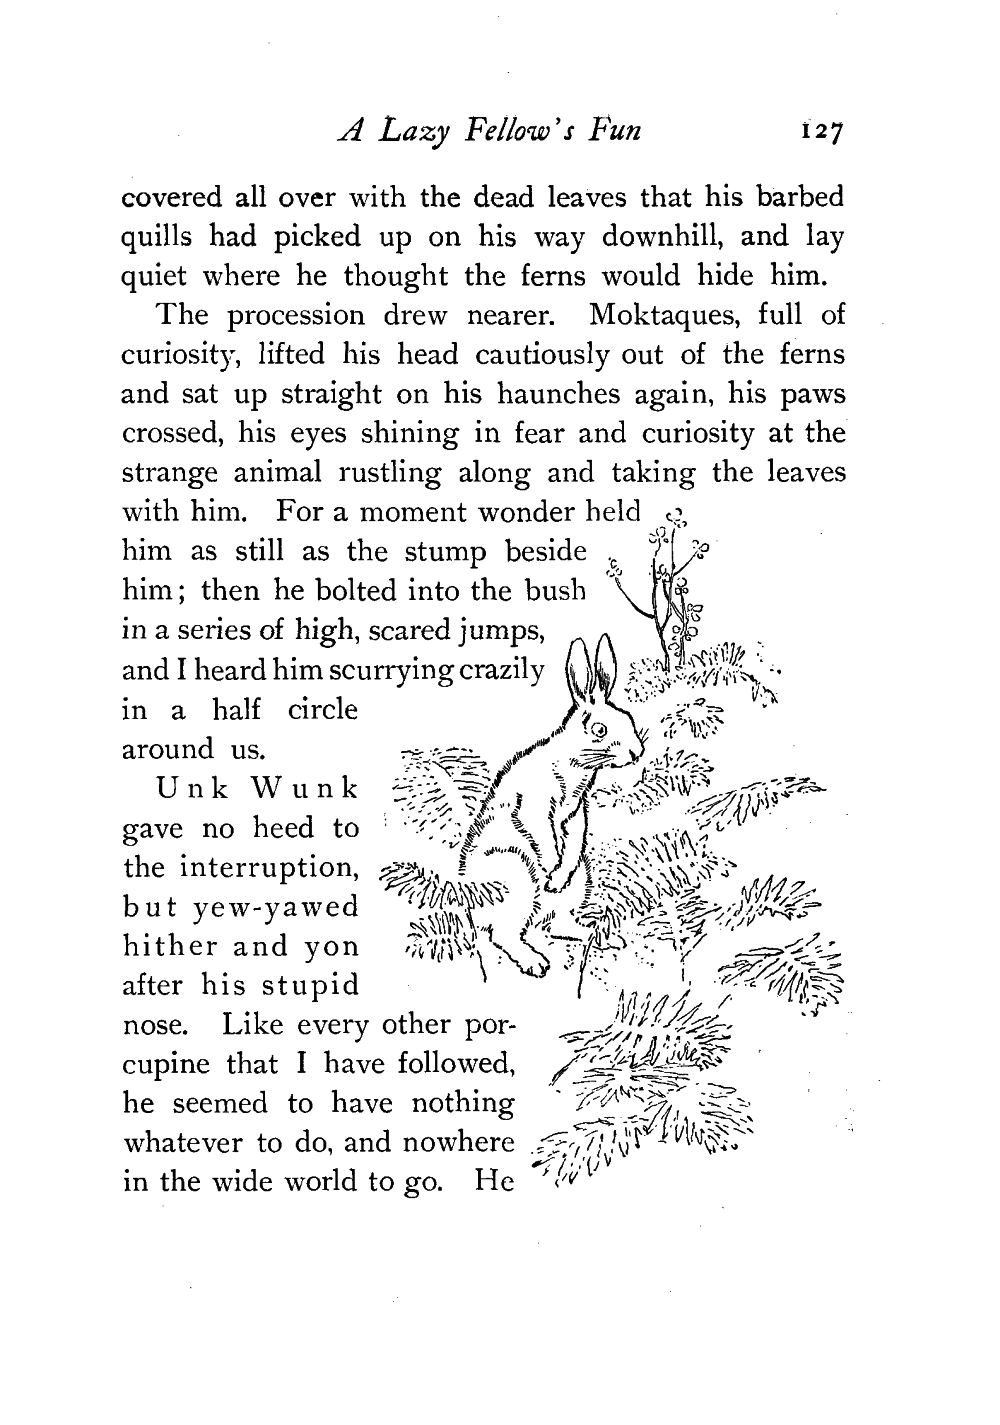 A Lazy Fellow's Fun 127
covered all over with the dead leaves that his barbed
quills had picked up on his way downhill, and lay
quiet where he thought the ferns would hide him.
The procession drew nearer. Moktaques, full of
curiosity, lifted his head cautiously out of the ferns
and sat up straight on his haunches again, his paws
crossed, his eyes shining in fear and curiosity at the
strange animal rustling along and taking the leaves
with him. For a moment wonder held
him as still as the stump beside
him; then he bolted into the bush
in a series of high, scared jumps,
and I heard him scurrying crazily
in a half circle
around us.
Unk Wunk
gave no heed to
the interruption,
but yew-yawed
hither and yon
after his stupid
nose. Like every other por-
cupine that I have followed,
he seemed to have nothing
whatever to do, and nowhere
in the wide world to go. He